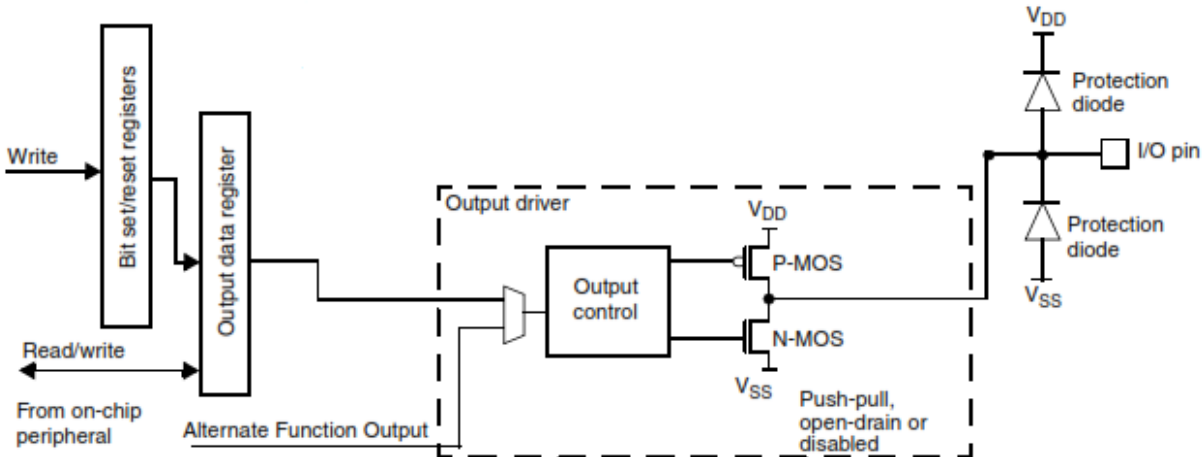 Bit set/reset registers
Output data register
Write
Read/write
From on-chip
peripheral
Alternate Function Output
Output driver
Output
control
VDD
P-MOS
N-MOS
VSS
Push-pull,
open-drain or
disabled
VDD
Protection
diode
I/O pin
Protection
diode
VSS